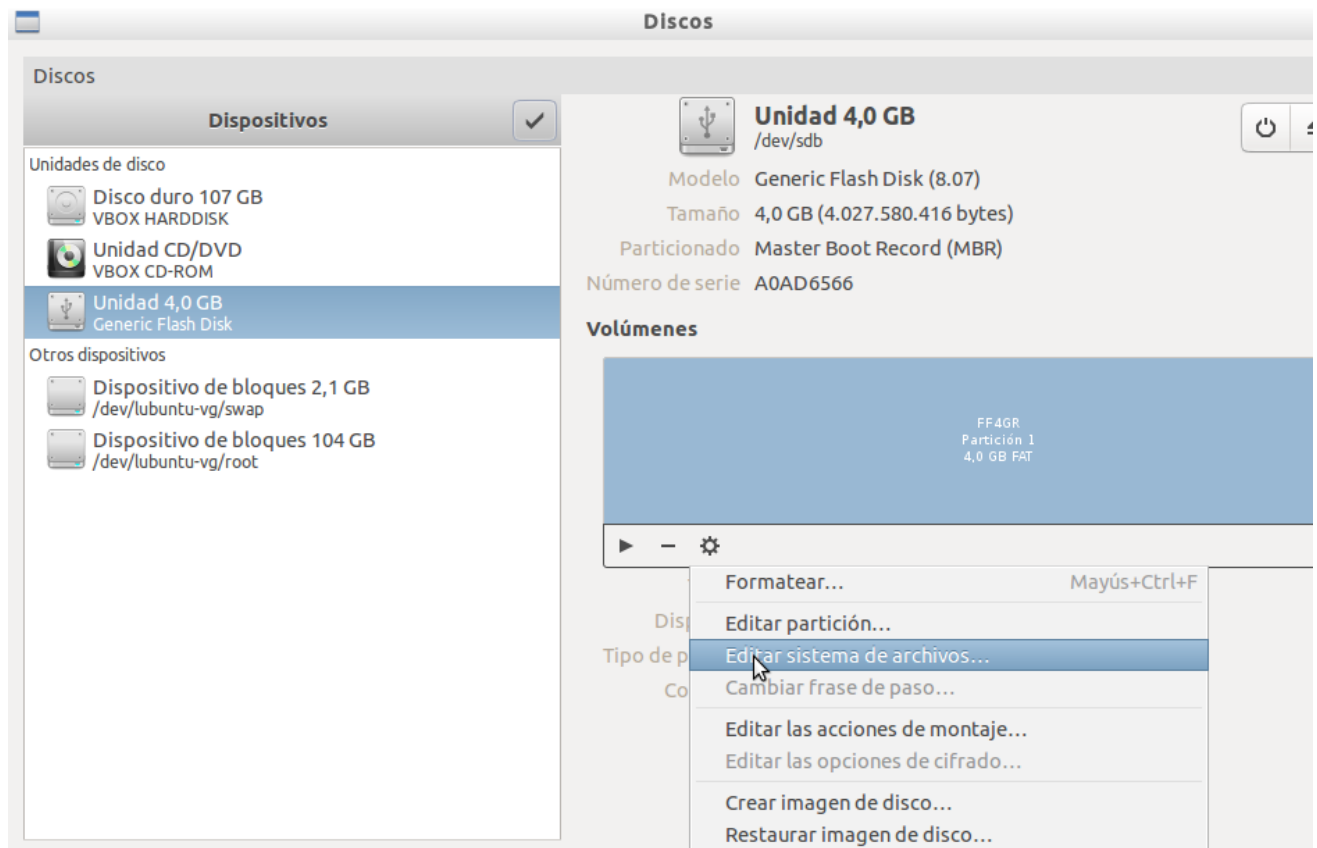 Discos
Discos
Dispositivos
Unidades de disco
Disco duro 107 GB
VBOX HARDDISK
Unidad CD/DVD
VBOX CD-ROM
Unidad 4,0 GB
Generic Flash Disk
Otros dispositivos
Dispositivo de bloques 2,1 GB
/dev/lubuntu-vg/swap
Dispositivo de bloques 104 GB
/dev/lubuntu-vg/root
Unidad 4,0 GB
/dev/sdb
Modelo Generic Flash Disk (8.07)
Tamaño 4,0 GB (4.027.580.416 bytes)
Particionado Master Boot Record (MBR)
Número de serie A0AD6566
Volúmenes
FF4GR
Partición 1
4,0 GB FAT
Formatear... Mayús+Ctrl+F
Disp
Editar partición...
Tipo de p
Editar sistema de archivos...
Co
Cambiar frase de paso...
Editar las acciones de montaje...
Editar las opciones de cifrado...
Crear imagen de disco...
Restaurar imagen de disco...